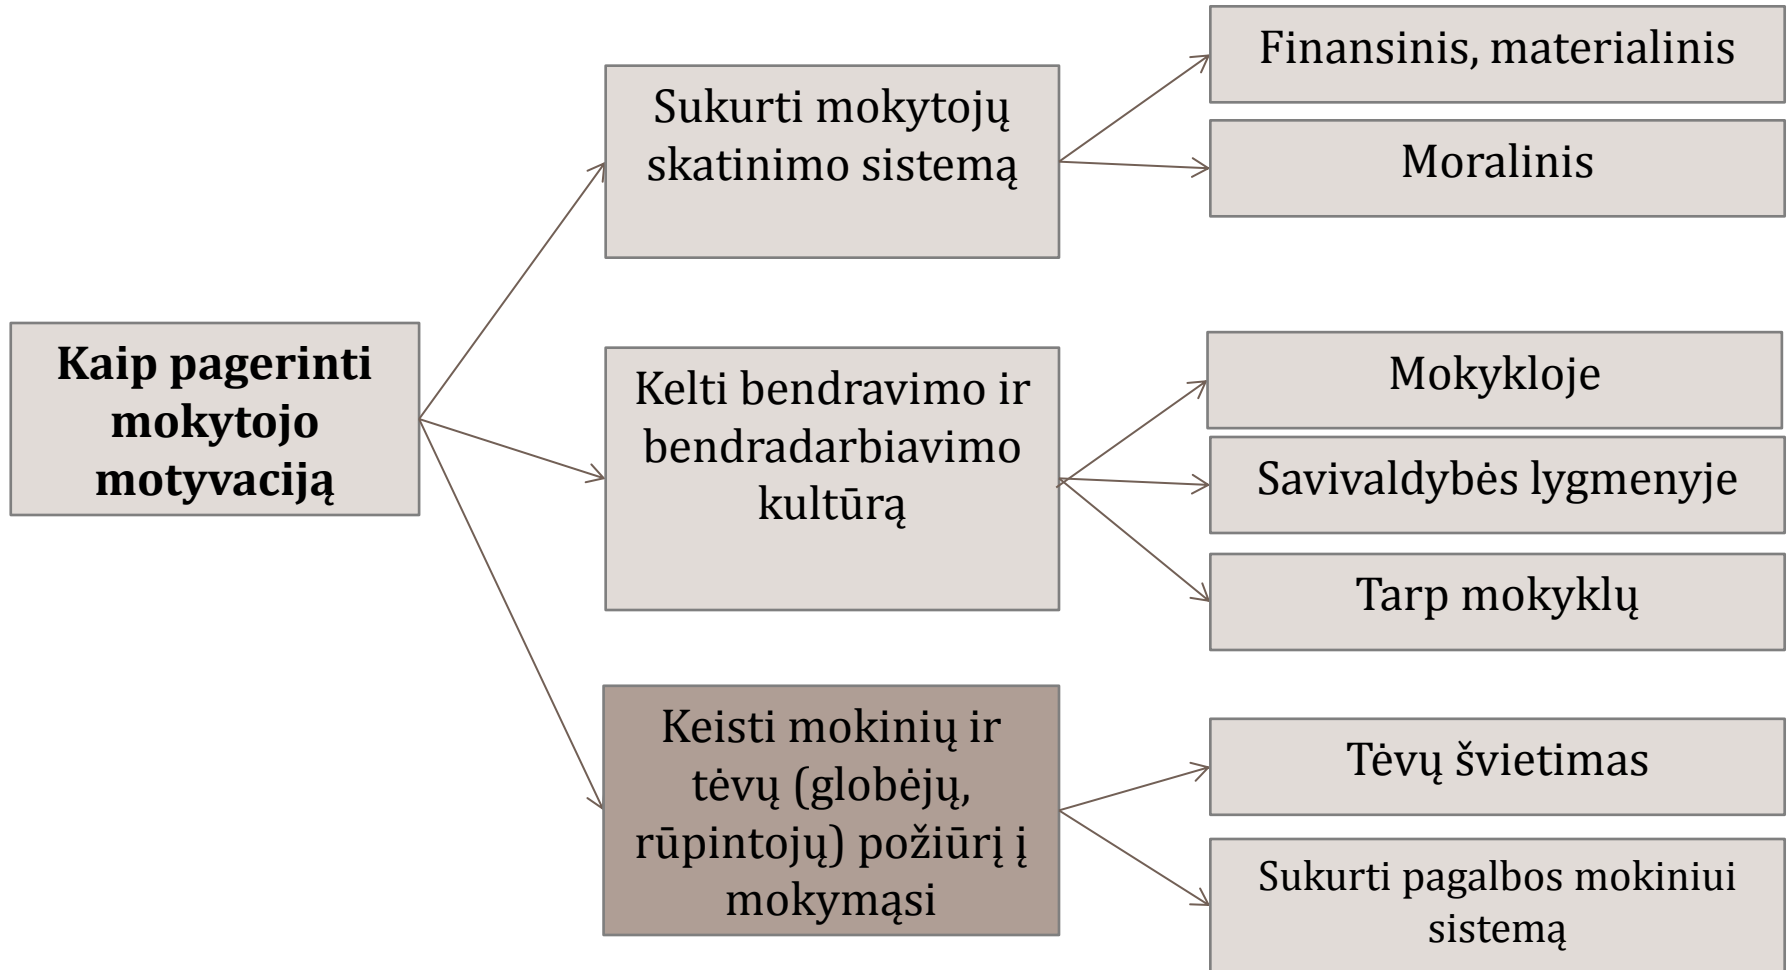 Kaip pagerinti
mokytojo
motyvaciją
Sukurti mokytojų
skatinimo sistemą
Finansinis, materialinis
Moralinis
Kelti bendravimo ir
bendradarbiavimo
kultūrą
Mokykloje
Savivaldybės lygmenyje
Tarp mokyklų
Keisti mokinių ir
tėvų (globėjų,
rūpintojų) požiūrį į
mokymąsi
Tėvų švietimas
Sukurti pagalbos mokiniui
sistemą